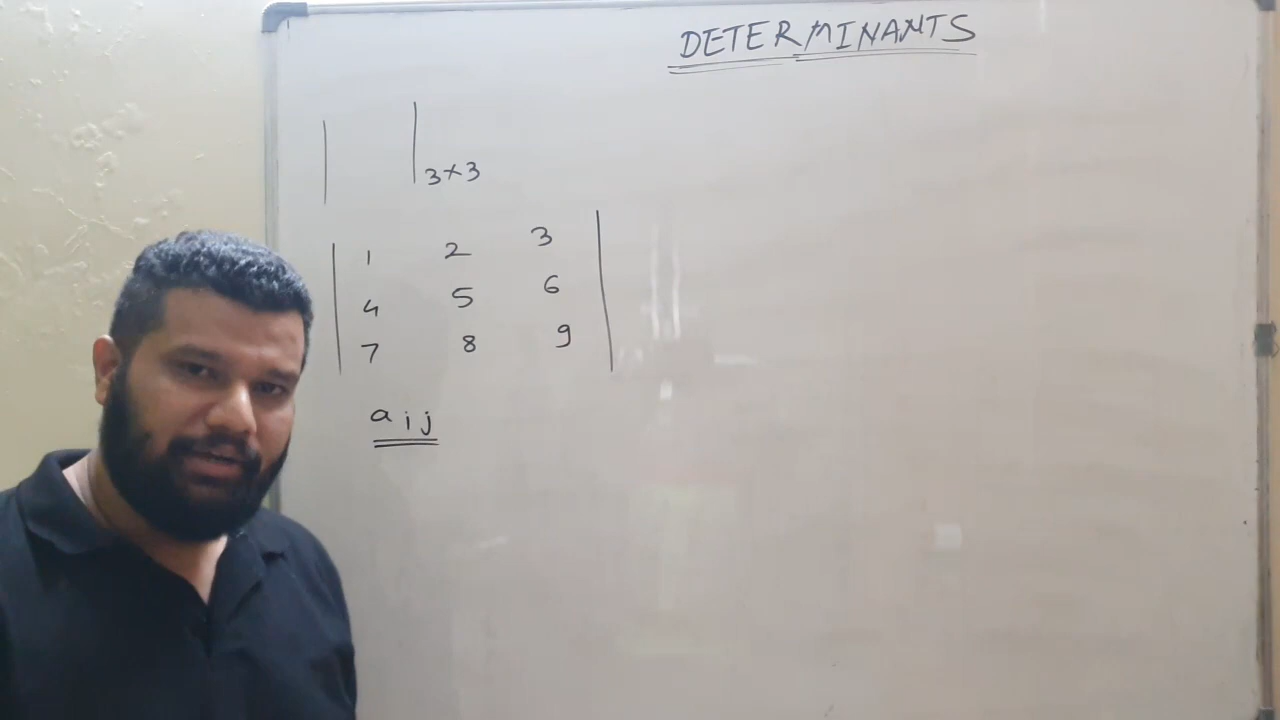 DETERMINANTS
| |3×3
| 1 2 3 |
| 4 5 6 |
| 7 8 9 |
aij